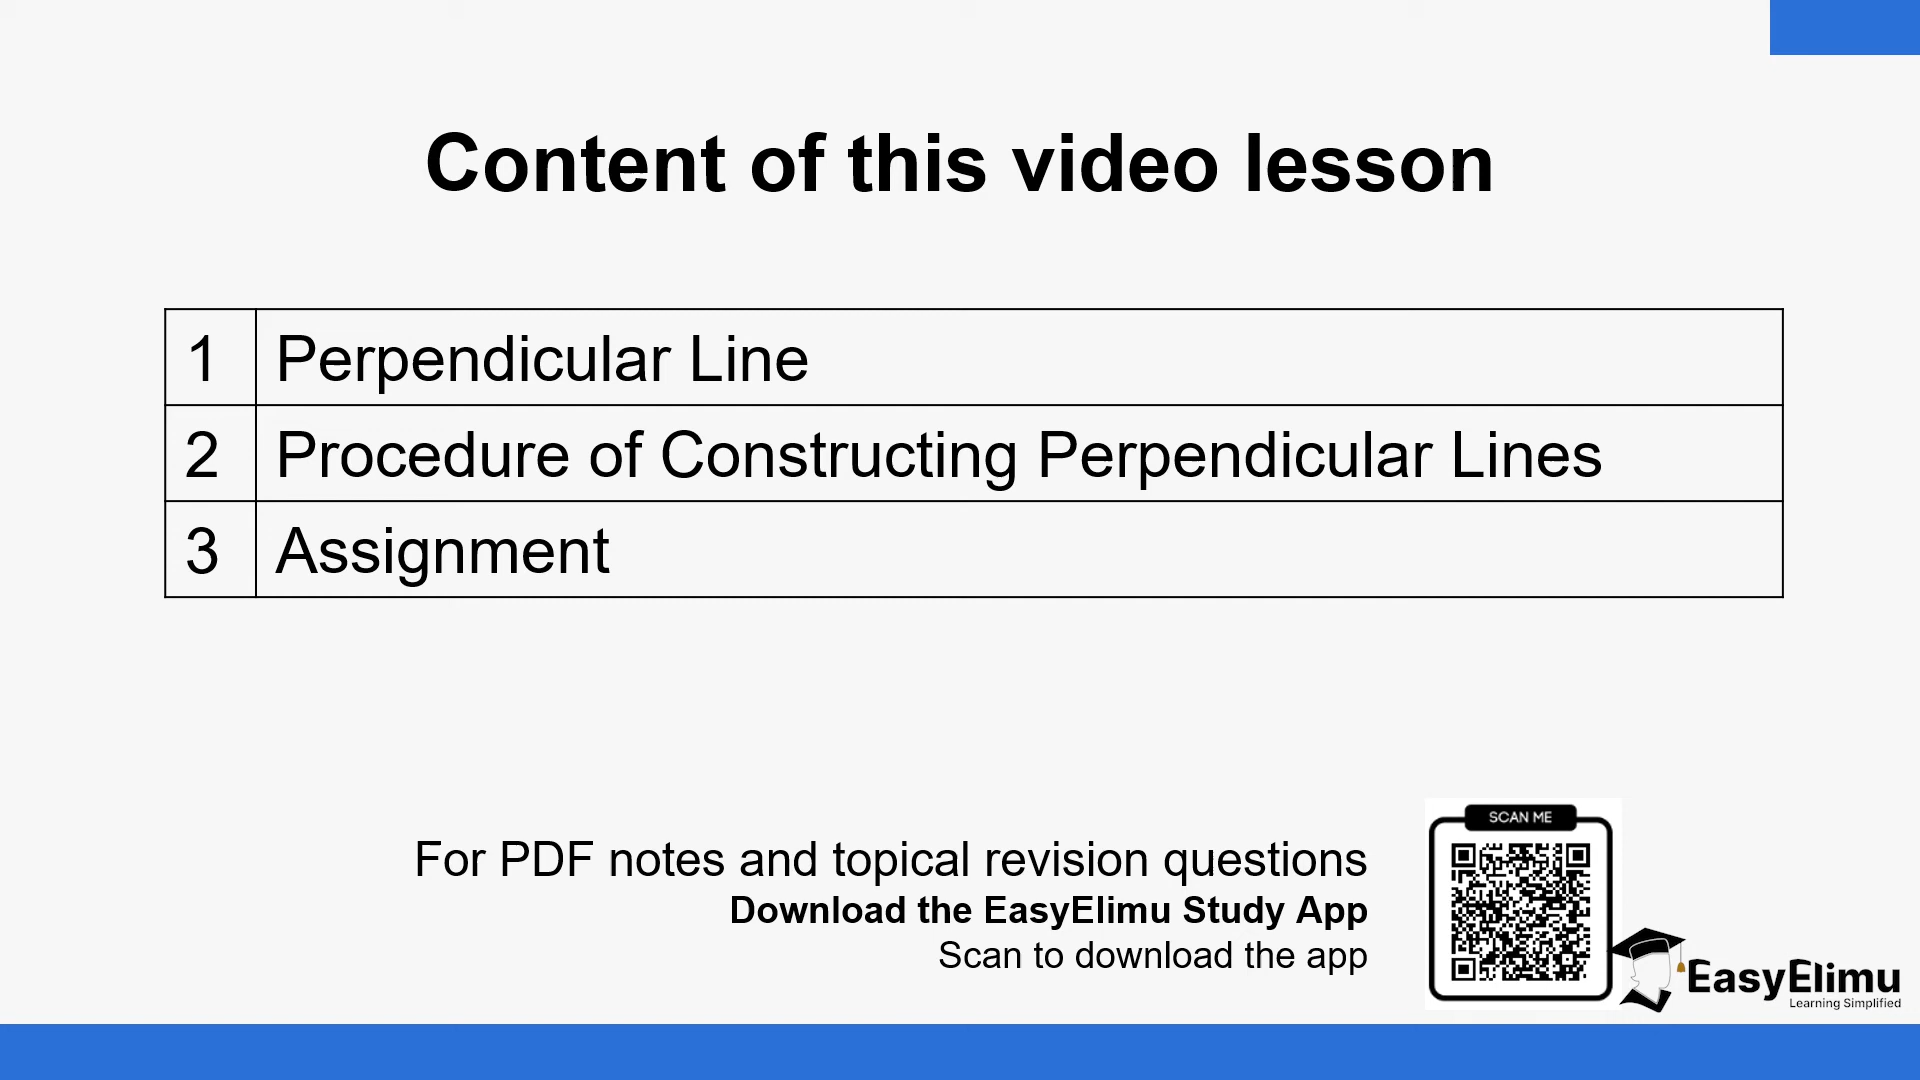 Content of this video lesson
1 Perpendicular Line
2 Procedure of Constructing Perpendicular Lines
3 Assignment
For PDF notes and topical revision questions
Download the EasyElimu Study App
Scan to download the app
SCAN ME
EasyElimu
Learning Simplified